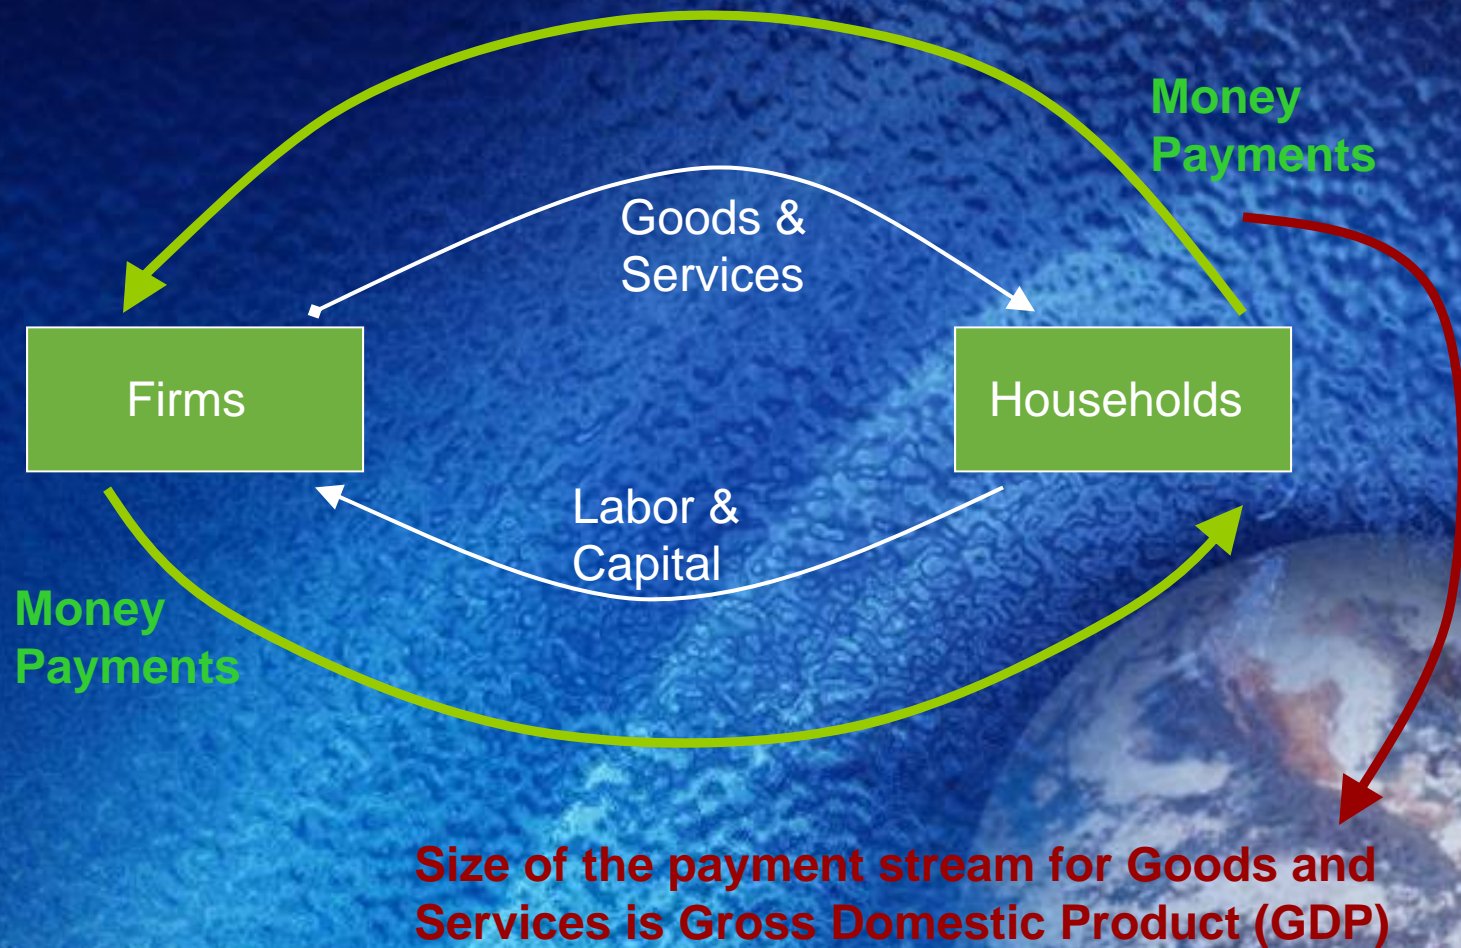 Money
Payments
Goods &
Services
Firms
Households
Labor &
Capital
Money
Payments
Size of the payment stream for Goods and
Services is Gross Domestic Product (GDP)